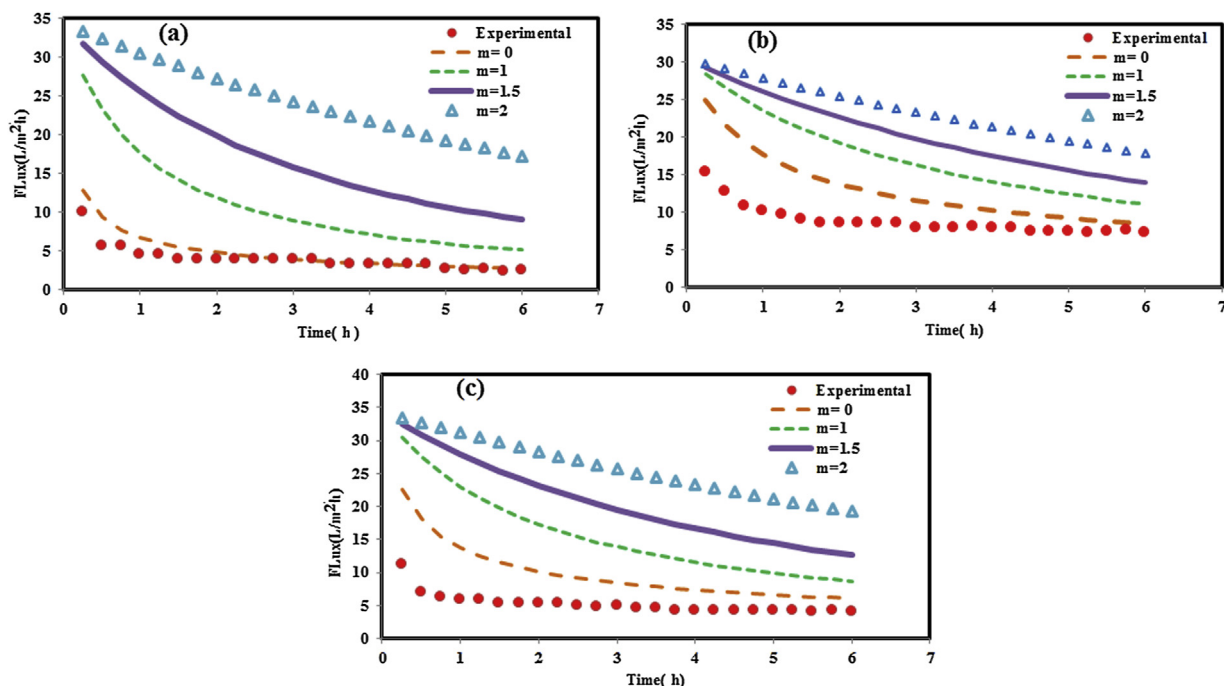 (a)
35
30
25
20
15
10
5
0
0 1 2 3 4 5 6 7
FLux(L/m²h)
Time( h )
Experimental
m= 0
m=1
m=1.5
m=2
(b)
35
30
25
20
15
10
5
0
0 1 2 3 4 5 6 7
FLux(L/m²h)
Time( h)
Experimental
m= 0
m=1
m=1.5
m=2
(c)
40
35
30
25
20
15
10
5
0
0 1 2 3 4 5 6 7
FLux(L/m²h)
Time( h)
Experimental
m= 0
m=1
m=1.5
m=2